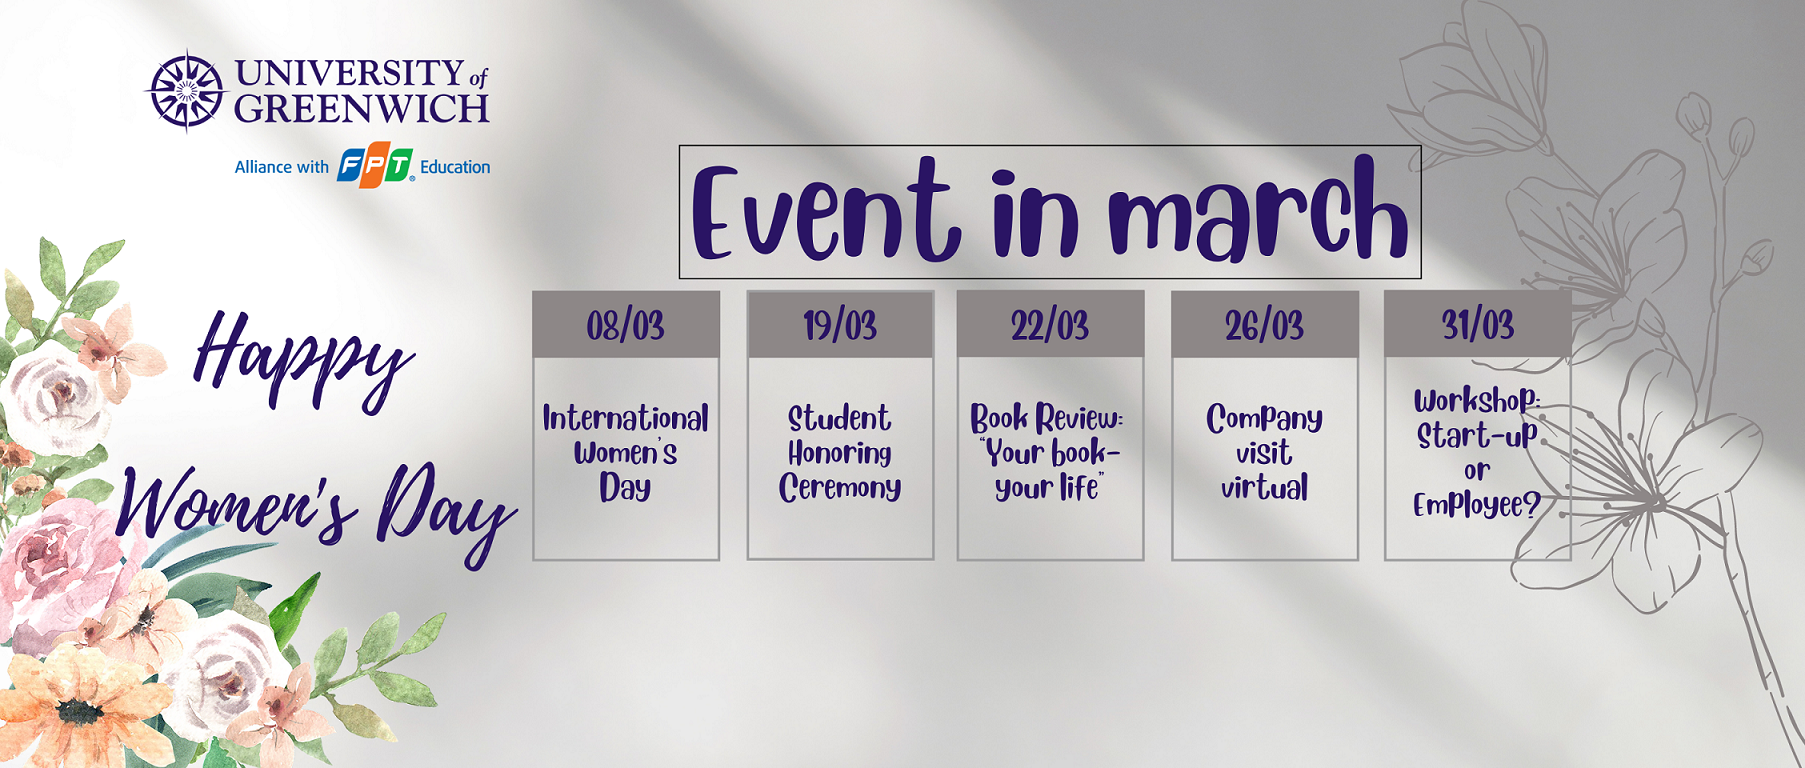 UNIVERSITY of
GREENWICH
Alliance with FPT® Education
Happy
Women's Day
Event in march
08/03
International
Women's
Day
19/03
Student
Honoring
Ceremony
22/03
Book Review:
"Your book-
your life"
26/03
Company
visit
virtual
31/03
Workshop:
Start-up
or
Employee?